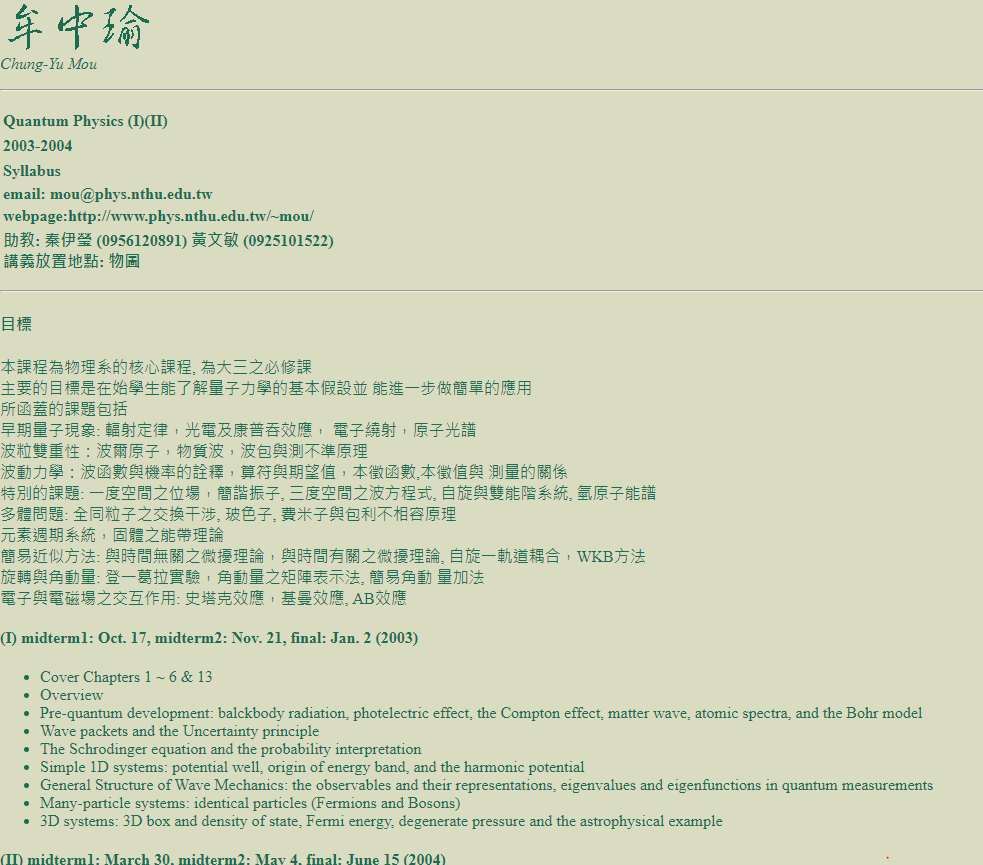 牟中瑜
Chung-Yu Mou
Quantum Physics (I)(II)
2003-2004
Syllabus
email: mou@phys.nthu.edu.tw
webpage:http://www.phys.nthu.edu.tw/~mou/
助教: 秦伊瑩 (0956120891) 黃文敏 (0925101522)
講義放置地點: 物圖
目標
本課程為物理系的核心課程, 為大三之必修課
主要的目標是在始學生能了解量子力學的基本假設並 能進一步做簡單的應用
所函蓋的課題包括
早期量子現象: 輻射定律，光電及康普吞效應， 電子繞射，原子光譜
波粒雙重性：波爾原子，物質波，波包與測不準原理
波動力學：波函數與機率的詮釋，算符與期望值，本徵函數,本徵值與 測量的關係
特別的課題: 一度空間之位場，簡諧振子, 三度空間之波方程式, 自旋與雙能階系統, 氫原子能譜
多體問題: 全同粒子之交換干涉, 玻色子, 費米子與包利不相容原理
元素週期系統，固體之能帶理論
簡易近似方法: 與時間無關之微擾理論，與時間有關之微擾理論, 自旋一軌道耦合，WKB方法
旋轉與角動量: 登一葛拉實驗，角動量之矩陣表示法, 簡易角動 量加法
電子與電磁場之交互作用: 史塔克效應，基曼效應, AB效應
(I) midterm1: Oct. 17, midterm2: Nov. 21, final: Jan. 2 (2003)
• Cover Chapters 1 ~ 6 & 13
• Overview
• Pre-quantum development: balckbody radiation, photelectric effect, the Compton effect, matter wave, atomic spectra, and the Bohr model
• Wave packets and the Uncertainty principle
• The Schrodinger equation and the probability interpretation
• Simple 1D systems: potential well, origin of energy band, and the harmonic potential
• General Structure of Wave Mechanics: the observables and their representations, eigenvalues and eigenfunctions in quantum measurements
• Many-particle systems: identical particles (Fermions and Bosons)
• 3D systems: 3D box and density of state, Fermi energy, degenerate pressure and the astrophysical example
(II) midterm1: March 30, midterm2: May 4, final: June 15 (2004)